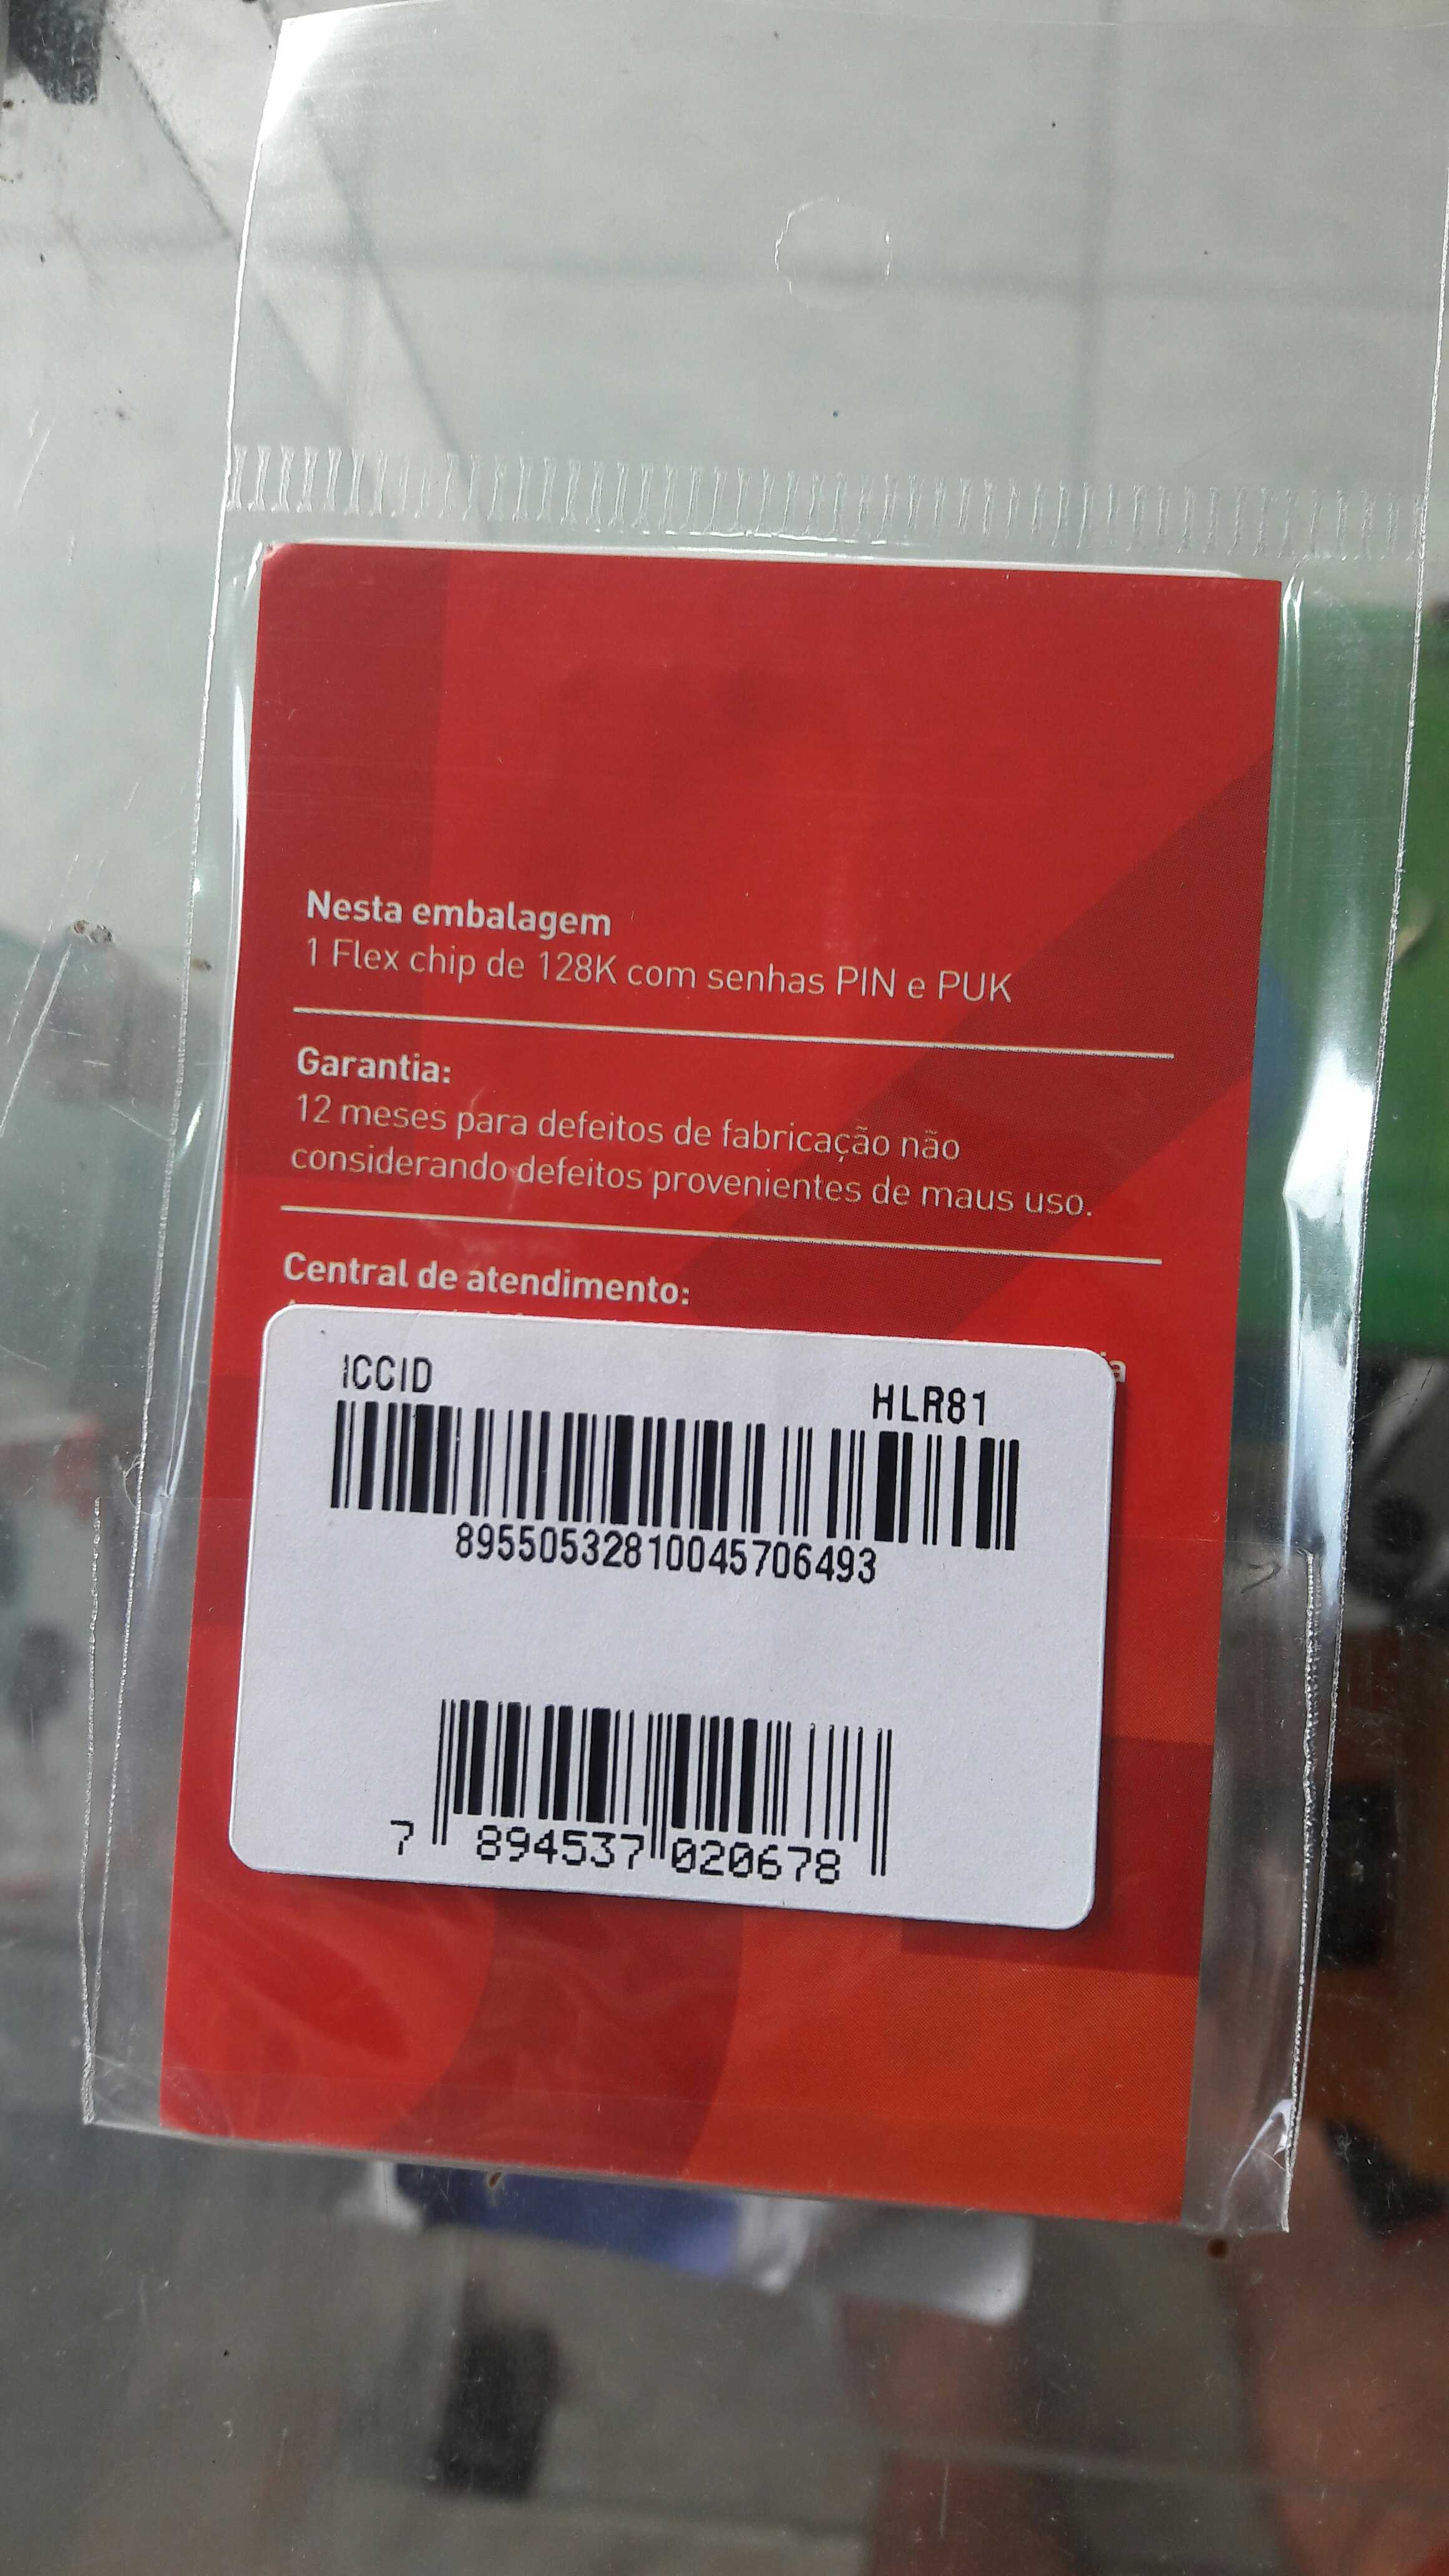 Nesta embalagem
1 Flex chip de 128K com senhas PIN e PUK
Garantia:
12 meses para defeitos de fabricação não
considerando defeitos provenientes de maus uso.
Central de atendimento:
ICCID
HLR81
89550532810045706493
7 894537 020678